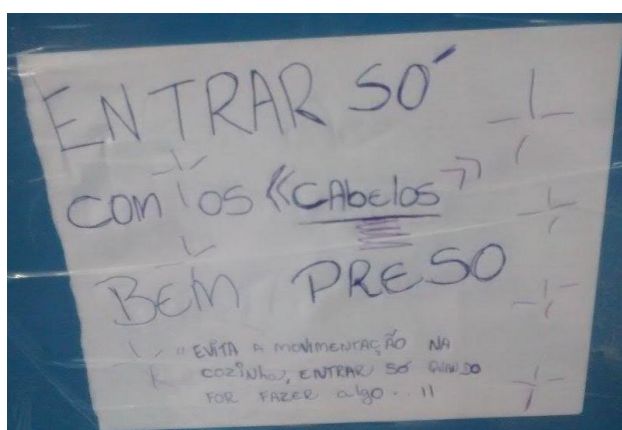 ENTRAR SÓ
COM OS «CAbELOS»
BEM PRESO
"EVITA A MOVIMENTAÇÃO NA
COZINhA, ENTRAR SÓ QUANDO
FOR FAZER algo.. "